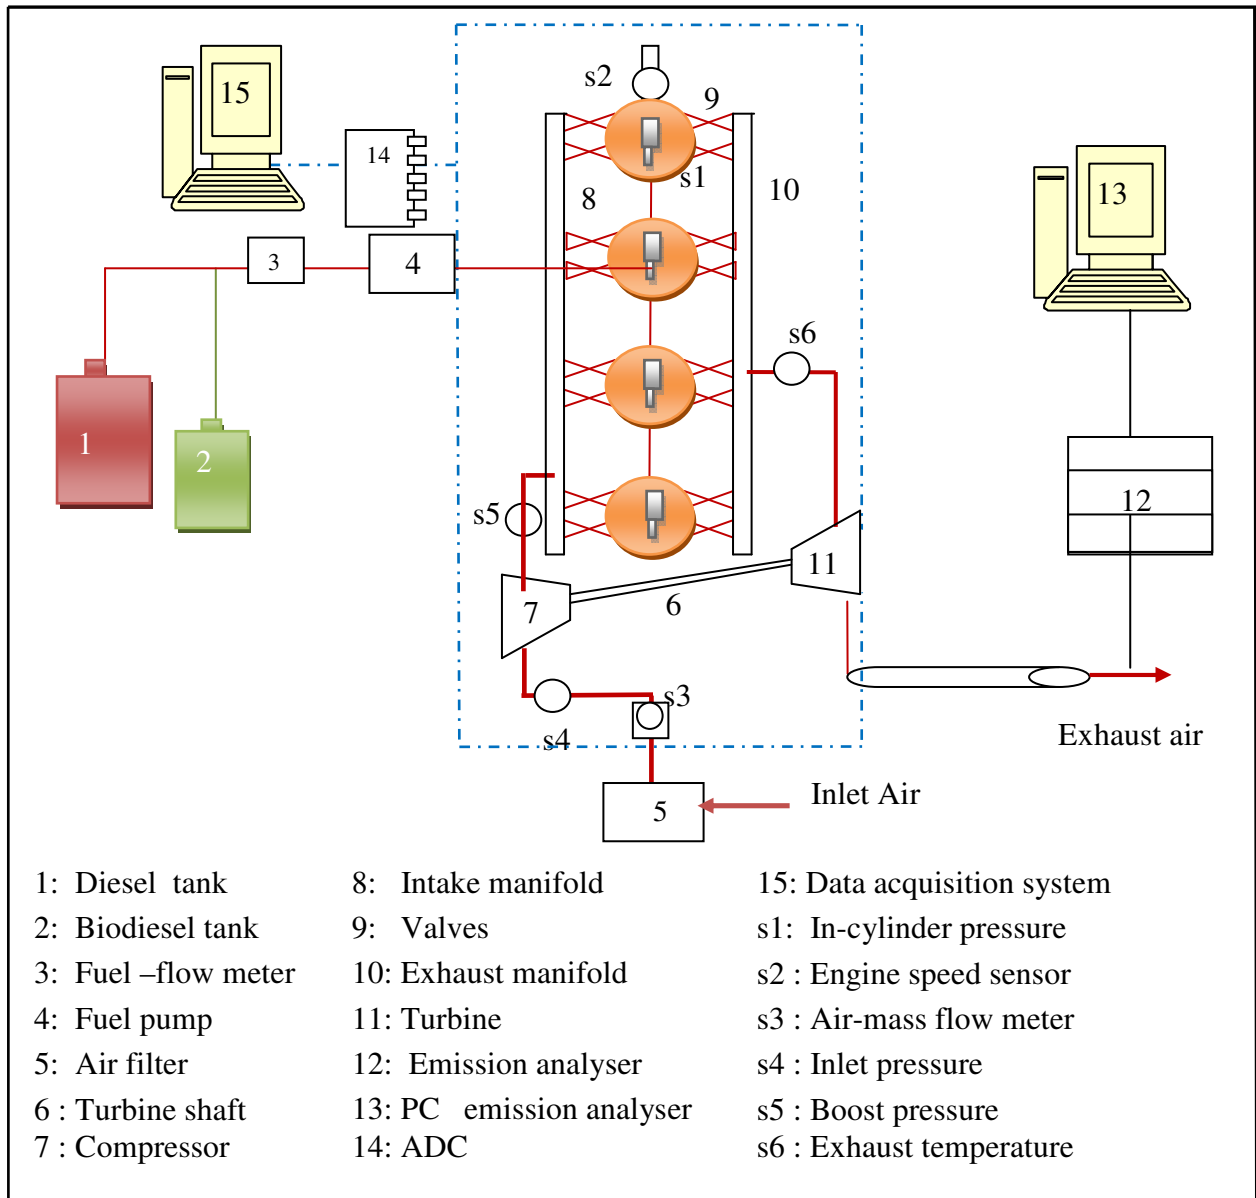 s2
9
15
14
s1
8
10
13
3
4
s6
1
2
s5
12
11
7
6
s3
s4
Exhaust air
Inlet Air
5
1: Diesel tank
2: Biodiesel tank
3: Fuel –flow meter
4: Fuel pump
5: Air filter
6 : Turbine shaft
7 : Compressor
8: Intake manifold
9: Valves
10: Exhaust manifold
11: Turbine
12: Emission analyser
13: PC emission analyser
14: ADC
15: Data acquisition system
s1: In-cylinder pressure
s2 : Engine speed sensor
s3 : Air-mass flow meter
s4 : Inlet pressure
s5 : Boost pressure
s6 : Exhaust temperature